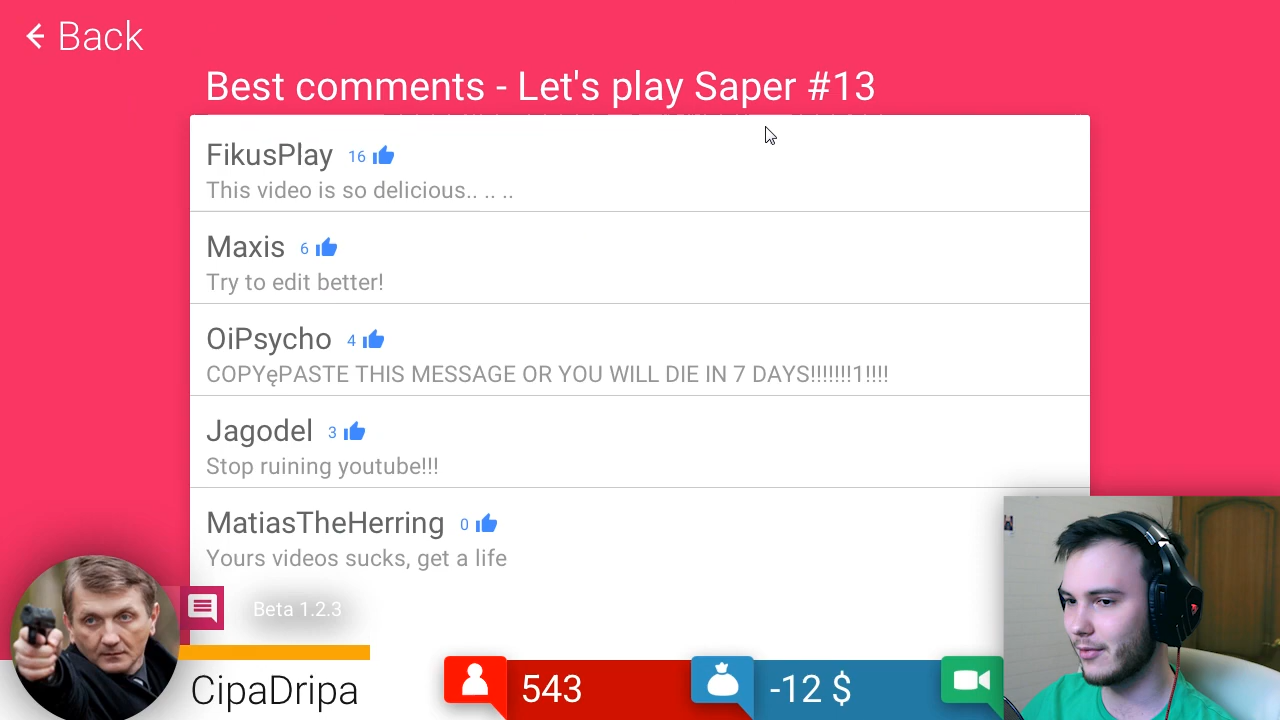 Back
Best comments - Let's play Saper #13
FikusPlay 16
This video is so delicious.. .. ..
Maxis 6
Try to edit better!
OiPsycho 4
COPYęPASTE THIS MESSAGE OR YOU WILL DIE IN 7 DAYS!!!!!!!1!!!!
Jagodel 3
Stop ruining youtube!!!
MatiasTheHerring 0
Yours videos sucks, get a life
Beta 1.2.3
CipaDripa
543
-12 $